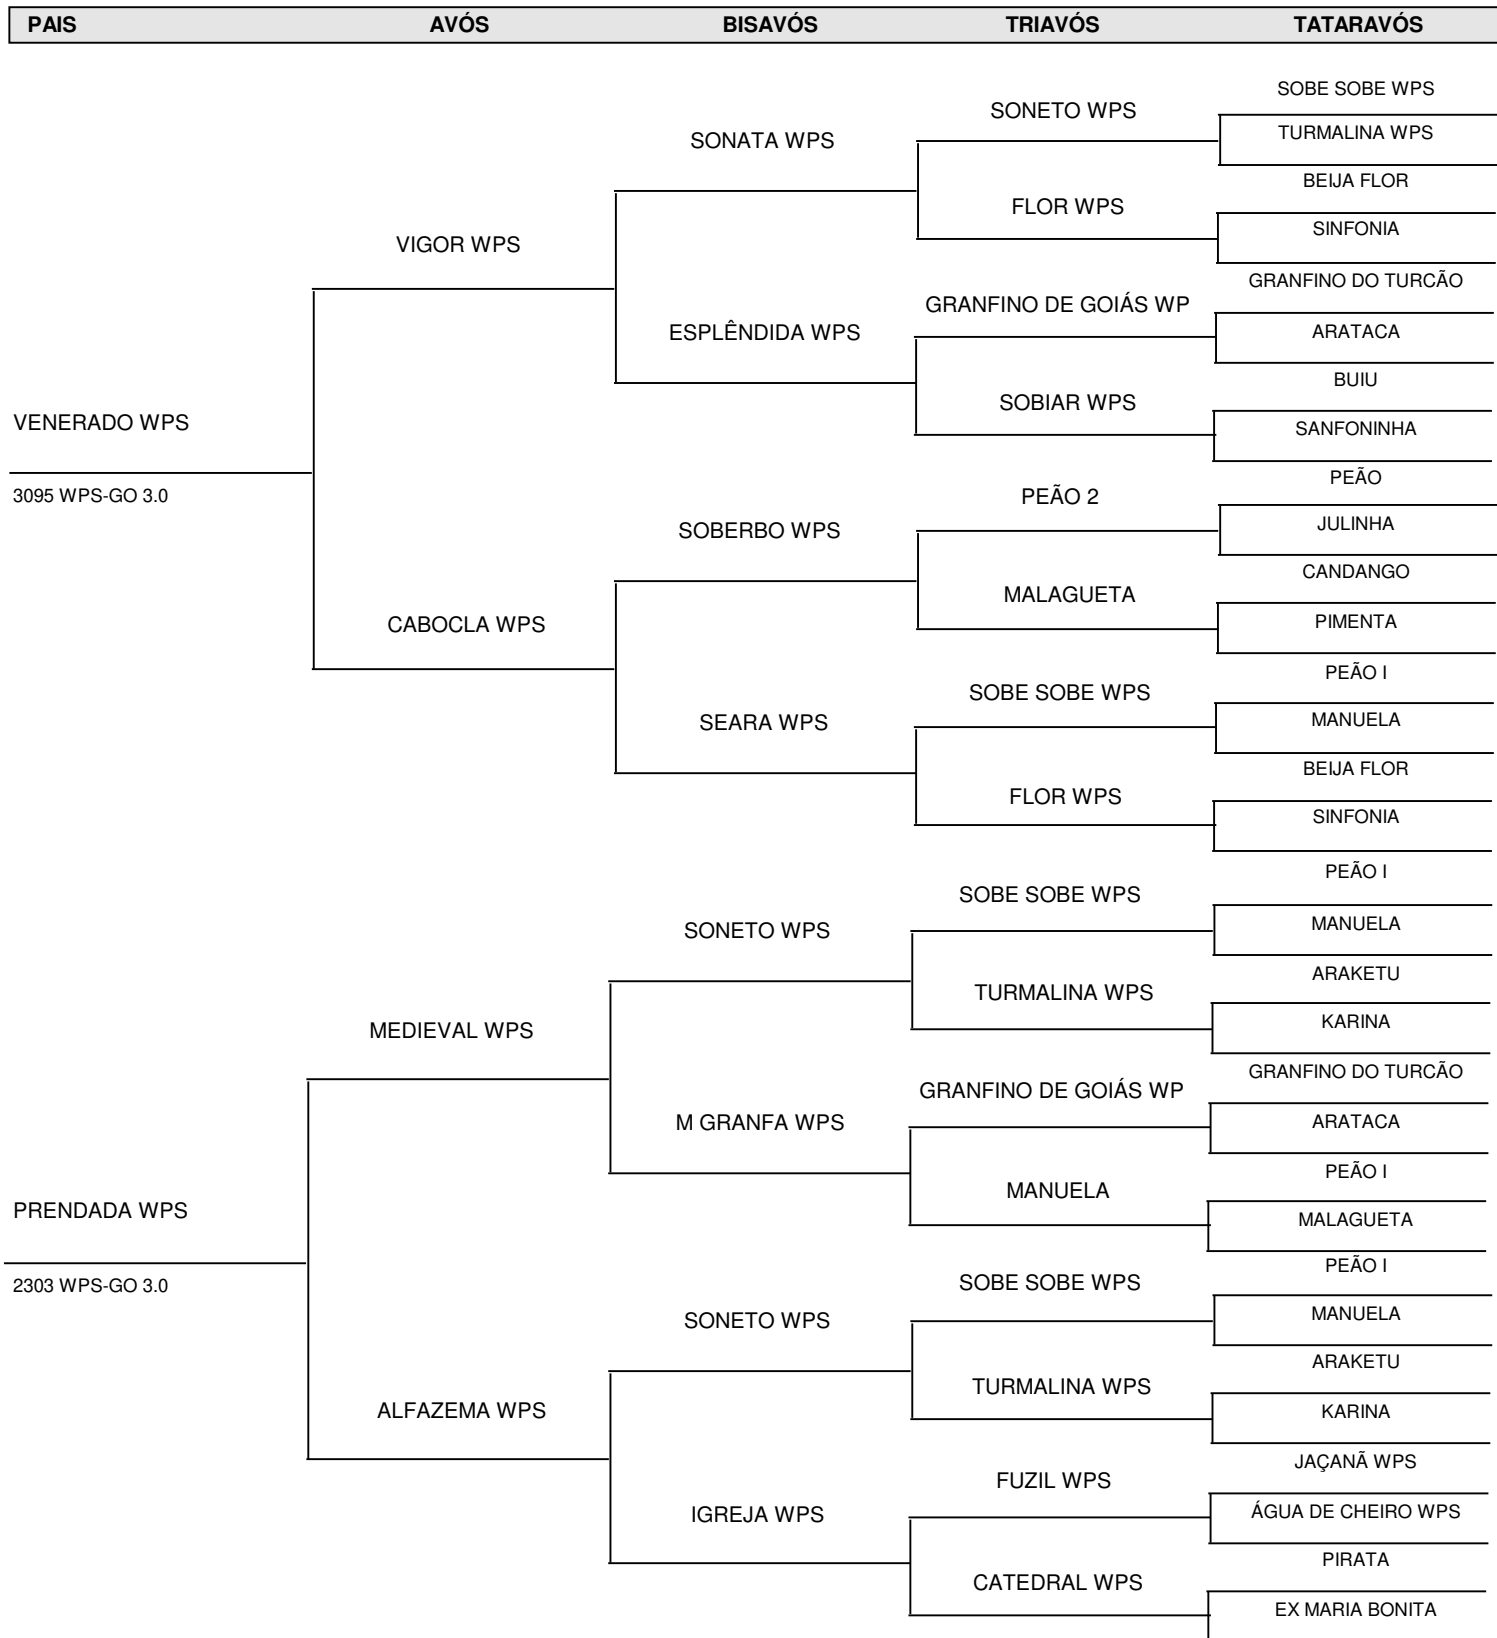 PAIS AVÓS BISAVÓS TRIAVÓS TATARAVÓS
SOBE SOBE WPS
SONETO WPS
TURMALINA WPS
SONATA WPS
BEIJA FLOR
FLOR WPS
SINFONIA
VIGOR WPS
GRANFINO DO TURCÃO
GRANFINO DE GOIÁS WP
ARATACA
ESPLÊNDIDA WPS
BUIU
SOBIAR WPS
VENERADO WPS
SANFONINHA
PEÃO
3095 WPS-GO 3.0
PEÃO 2
JULINHA
SOBERBO WPS
CANDANGO
MALAGUETA
PIMENTA
CABOCLA WPS
PEÃO I
SOBE SOBE WPS
MANUELA
SEARA WPS
BEIJA FLOR
FLOR WPS
SINFONIA
PEÃO I
SOBE SOBE WPS
MANUELA
SONETO WPS
ARAKETU
TURMALINA WPS
KARINA
MEDIEVAL WPS
GRANFINO DO TURCÃO
GRANFINO DE GOIÁS WP
ARATACA
M GRANFA WPS
PEÃO I
MANUELA
PRENDADA WPS
MALAGUETA
PEÃO I
2303 WPS-GO 3.0
SOBE SOBE WPS
MANUELA
SONETO WPS
ARAKETU
TURMALINA WPS
KARINA
ALFAZEMA WPS
JAÇANÃ WPS
FUZIL WPS
ÁGUA DE CHEIRO WPS
IGREJA WPS
PIRATA
CATEDRAL WPS
EX MARIA BONITA